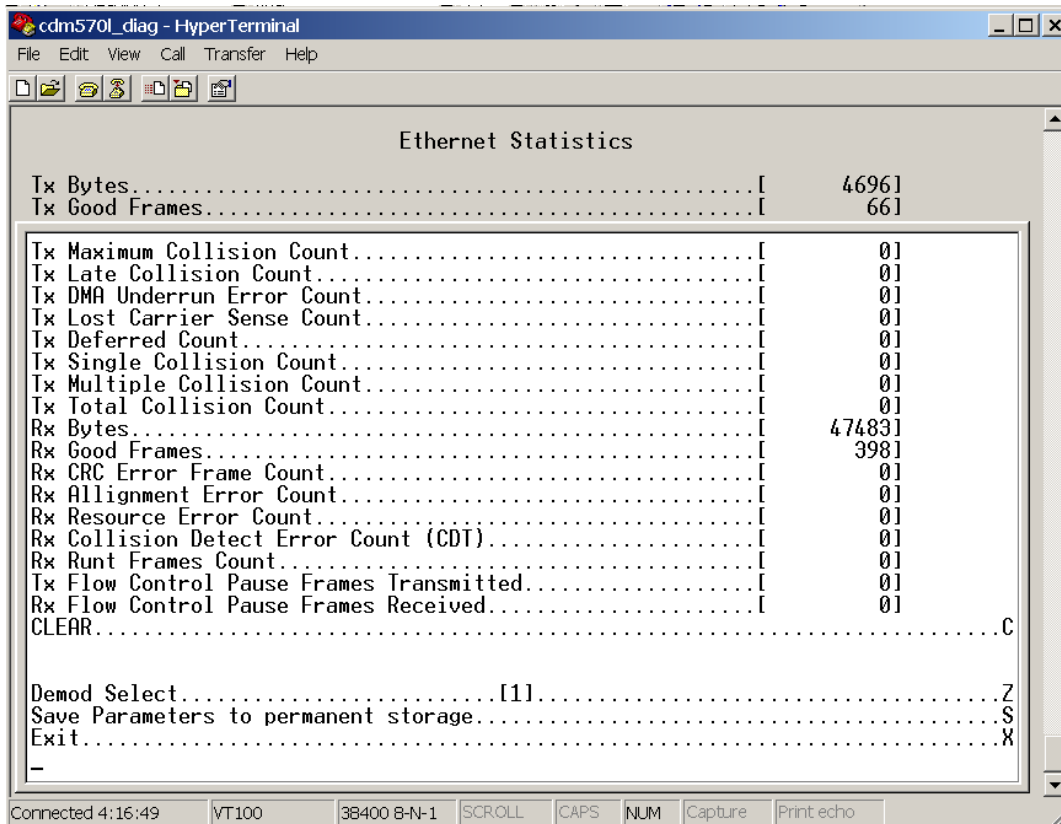 cdm570l_diag - HyperTerminal
File Edit View Call Transfer Help
Ethernet Statistics
Tx Bytes...................................................[ 4696]
Tx Good Frames.............................................[ 66]
Tx Maximum Collision Count.................................[ 0]
Tx Late Collision Count....................................[ 0]
Tx DMA Underrun Error Count................................[ 0]
Tx Lost Carrier Sense Count................................[ 0]
Tx Deferred Count..........................................[ 0]
Tx Single Collision Count..................................[ 0]
Tx Multiple Collision Count................................[ 0]
Tx Total Collision Count...................................[ 0]
Rx Bytes...................................................[ 47483]
Rx Good Frames.............................................[ 398]
Rx CRC Error Frame Count...................................[ 0]
Rx Allignment Error Count..................................[ 0]
Rx Resource Error Count....................................[ 0]
Rx Collision Detect Error Count (CDT)......................[ 0]
Rx Runt Frames Count.......................................[ 0]
Tx Flow Control Pause Frames Transmitted...................[ 0]
Rx Flow Control Pause Frames Received......................[ 0]
CLEAR..........................................................................C
Demod Select..........................[1]......................................Z
Save Parameters to permanent storage...........................................S
Exit...........................................................................X
Connected 4:16:49 VT100 38400 8-N-1 SCROLL CAPS NUM Capture Print echo